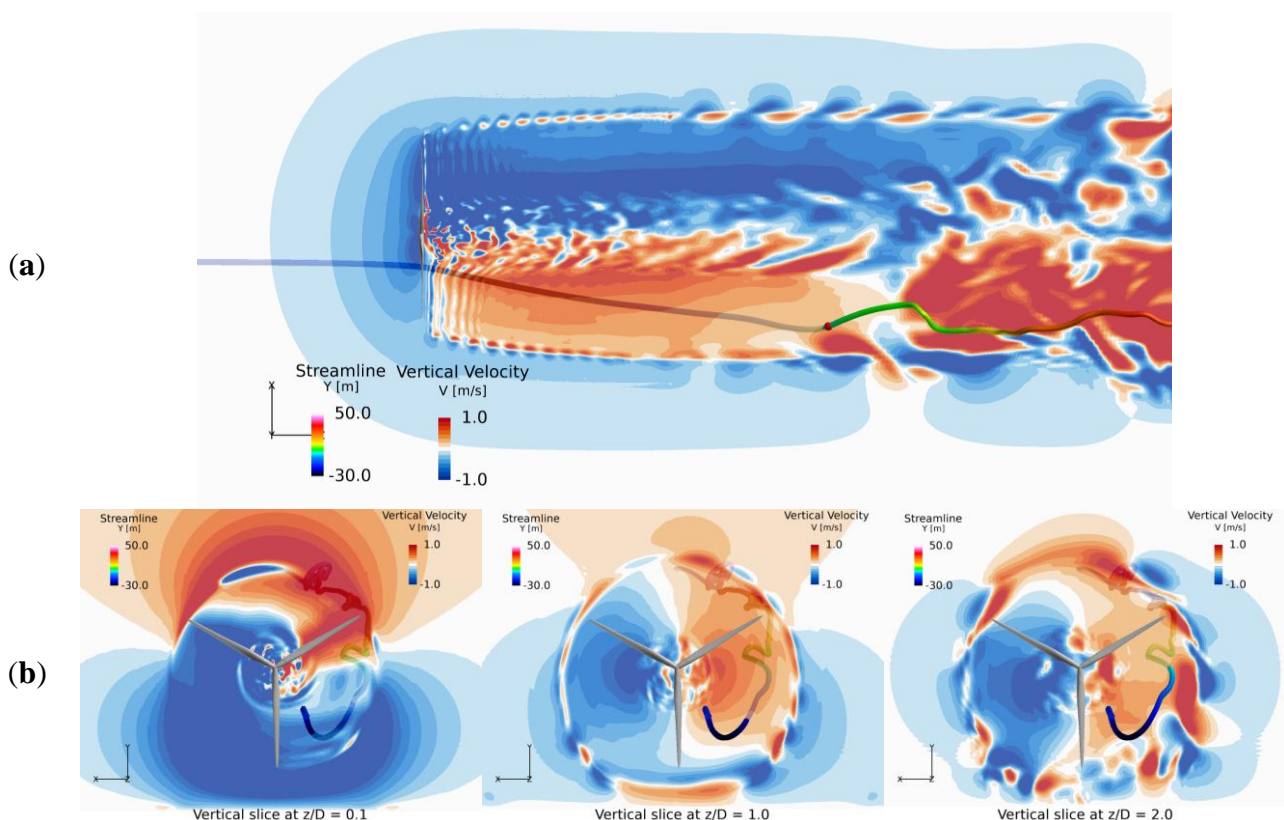 (a)
Streamline Vertical Velocity
Y [m] V [m/s]
X
50.0 1.0
-30.0 -1.0
(b)
Streamline Vertical Velocity
Y [m] V [m/s]
50.0 1.0
-30.0 -1.0
Y
X Z
Vertical slice at z/D = 0.1
Streamline Vertical Velocity
Y [m] V [m/s]
50.0 1.0
-30.0 -1.0
Y
X Z
Vertical slice at z/D = 1.0
Streamline Vertical Velocity
Y [m] V [m/s]
50.0 1.0
-30.0 -1.0
Y
X Z
Vertical slice at z/D = 2.0